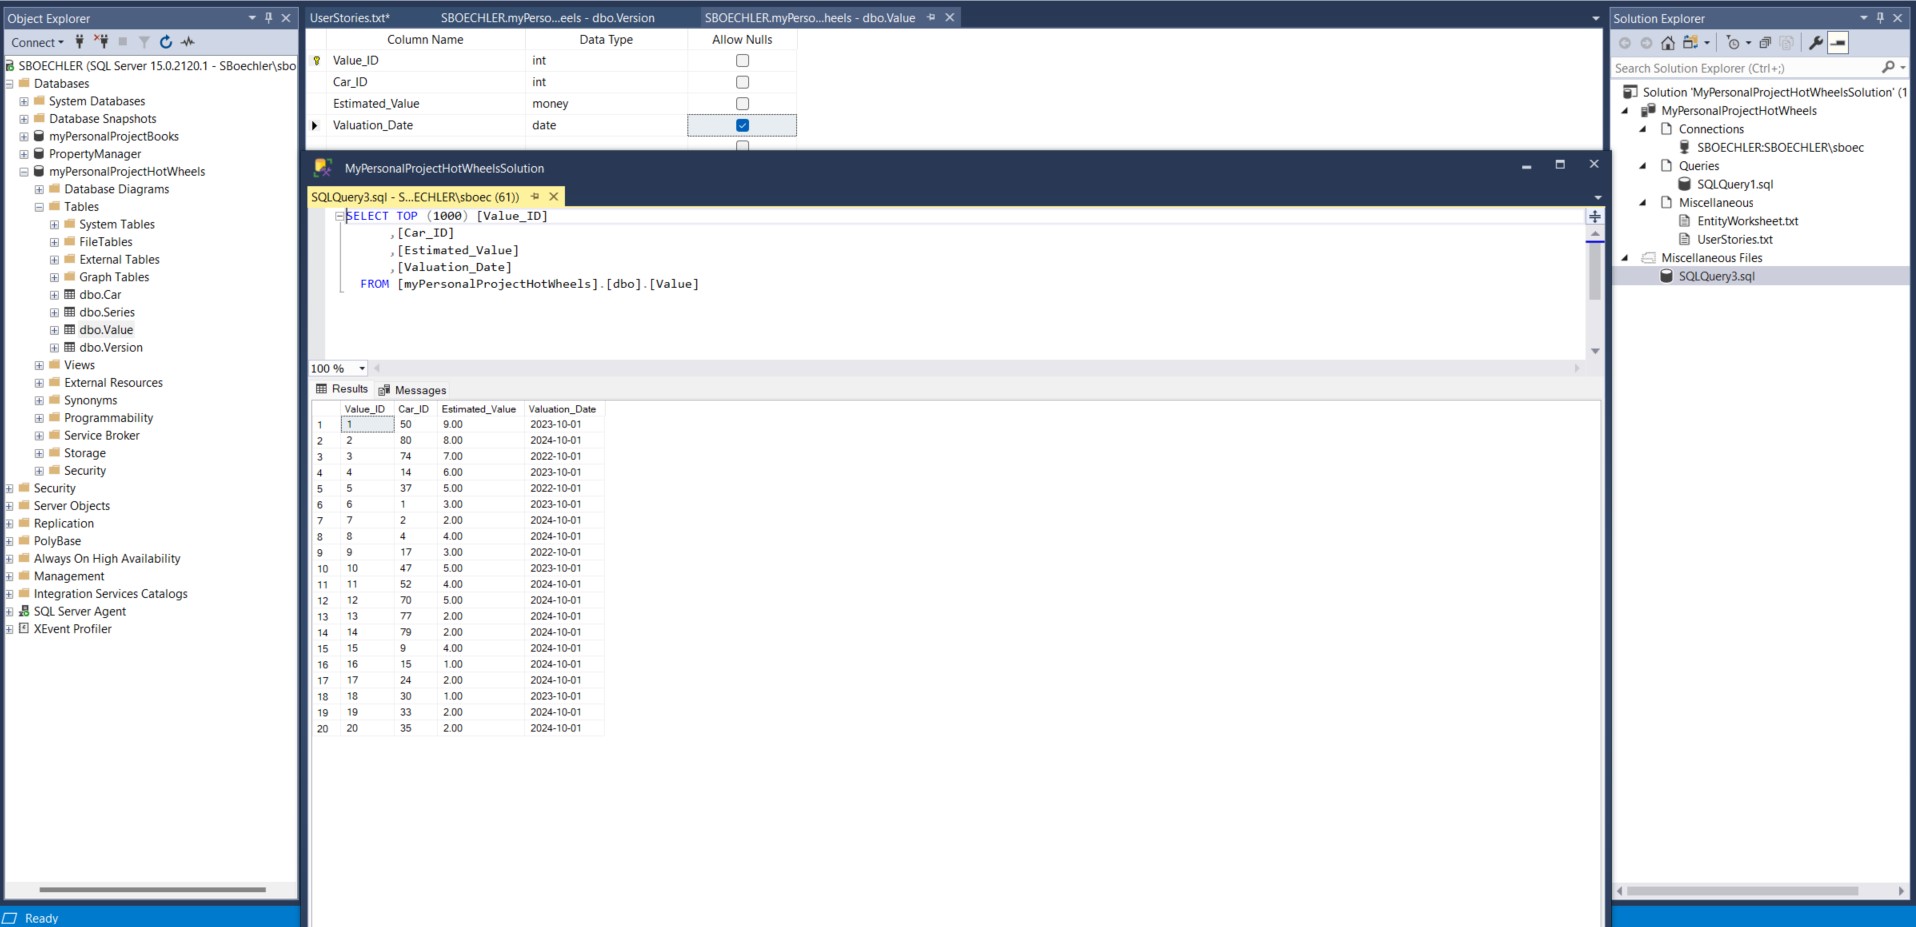 Object Explorer
Connect
SBOECHLER (SQL Server 15.0.2120.1 - SBoechler\sbo
Databases
System Databases
Database Snapshots
myPersonalProjectBooks
PropertyManager
myPersonalProjectHotWheels
Database Diagrams
Tables
System Tables
FileTables
External Tables
Graph Tables
dbo.Car
dbo.Series
dbo.Value
dbo.Version
Views
External Resources
Synonyms
Programmability
Service Broker
Storage
Security
Security
Server Objects
Replication
PolyBase
Always On High Availability
Management
Integration Services Catalogs
SQL Server Agent
XEvent Profiler
Ready
UserStories.txt* SBOECHLER.myPerso...eels - dbo.Version SBOECHLER.myPerso...heels - dbo.Value
Column Name Data Type Allow Nulls
Value_ID int
Car_ID int
Estimated_Value money
Valuation_Date date
MyPersonalProjectHotWheelsSolution
SQLQuery3.sql - S...ECHLER\sboec (61))
SELECT TOP (1000) [Value_ID]
,[Car_ID]
,[Estimated_Value]
,[Valuation_Date]
FROM [myPersonalProjectHotWheels].[dbo].[Value]
100 %
Results Messages
Value_ID Car_ID Estimated_Value Valuation_Date
1 1 50 9.00 2023-10-01
2 2 80 8.00 2024-10-01
3 3 74 7.00 2022-10-01
4 4 14 6.00 2023-10-01
5 5 37 5.00 2022-10-01
6 6 1 3.00 2023-10-01
7 7 2 2.00 2024-10-01
8 8 4 4.00 2024-10-01
9 9 17 3.00 2022-10-01
10 10 47 5.00 2023-10-01
11 11 52 4.00 2024-10-01
12 12 70 5.00 2024-10-01
13 13 77 2.00 2024-10-01
14 14 79 2.00 2024-10-01
15 15 9 4.00 2024-10-01
16 16 15 1.00 2024-10-01
17 17 24 2.00 2024-10-01
18 18 30 1.00 2023-10-01
19 19 33 2.00 2024-10-01
20 20 35 2.00 2024-10-01
Solution Explorer
Search Solution Explorer (Ctrl+;)
Solution 'MyPersonalProjectHotWheelsSolution' (1
MyPersonalProjectHotWheels
Connections
SBOECHLER:SBOECHLER\sboec
Queries
SQLQuery1.sql
Miscellaneous
EntityWorksheet.txt
UserStories.txt
Miscellaneous Files
SQLQuery3.sql